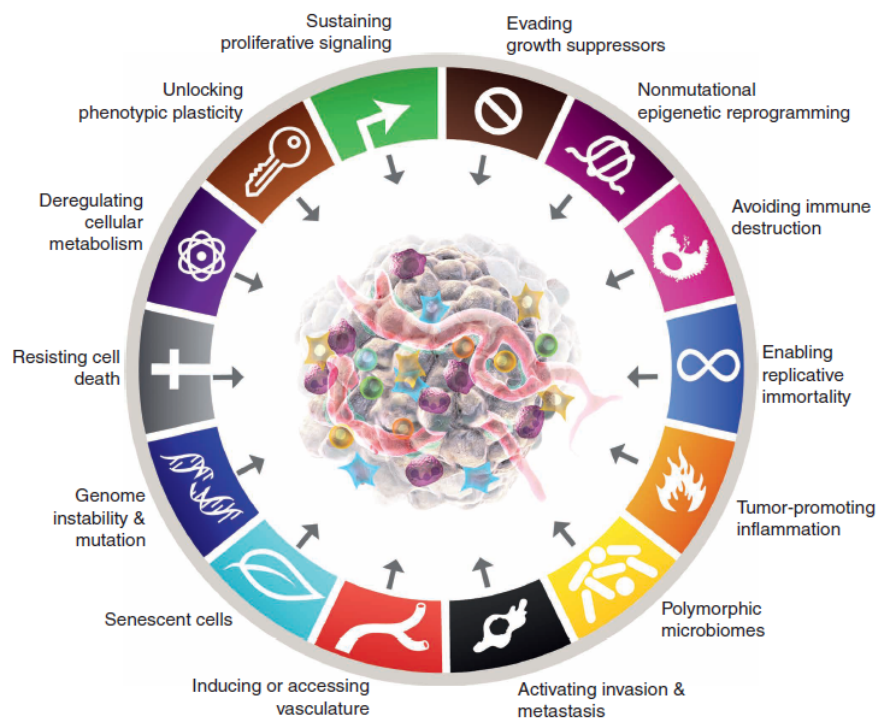 Sustaining
proliferative signaling
Evading
growth suppressors
Nonmutational
epigenetic reprogramming
Avoiding immune
destruction
Enabling
replicative
immortality
Tumor-promoting
inflammation
Polymorphic
microbiomes
Activating invasion &
metastasis
Inducing or accessing
vasculature
Senescent cells
Genome
instability &
mutation
Resisting cell
death
Deregulating
cellular
metabolism
Unlocking
phenotypic plasticity